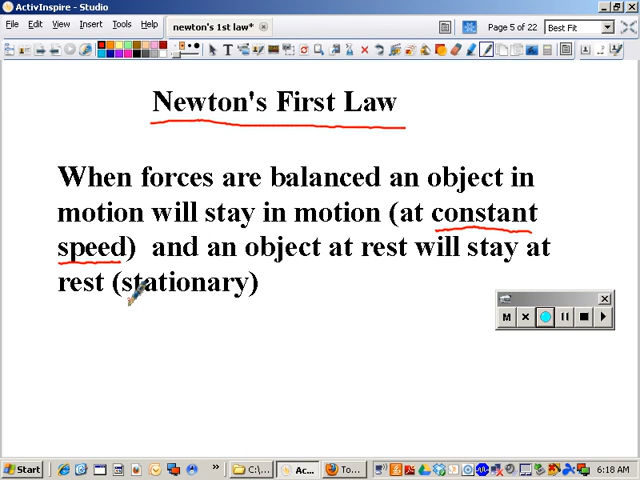 ActivInspire - Studio
File Edit View Insert Tools Help
newton's 1st law*
Page 5 of 22
Best Fit
Newton's First Law
When forces are balanced an object in
motion will stay in motion (at constant
speed) and an object at rest will stay at
rest (stationary)
M
Start
»
C:\...
Ac...
To...
6:18 AM